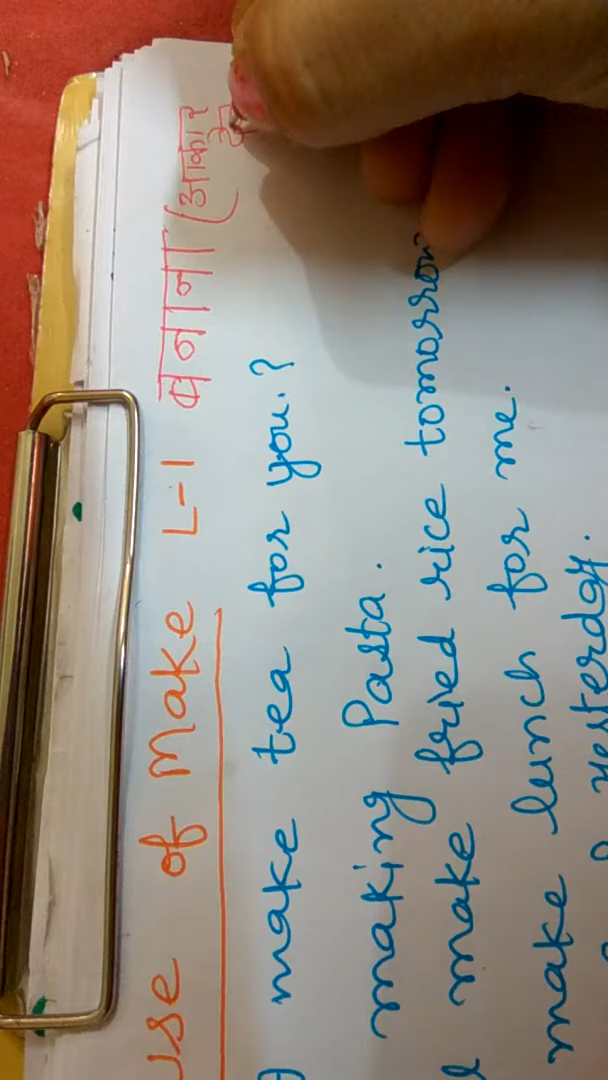 use of Make L-1 बनाना (आकार
make tea for you.?
making Pasta.
make fried rice tomorrow
make lunch for me.
yesterday.